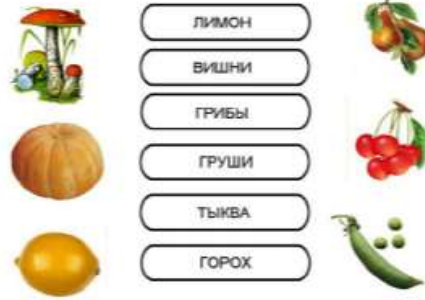 ЛИМОН
ВИШНИ
ГРИБЫ
ГРУШИ
ТЫКВА
ГОРОХ